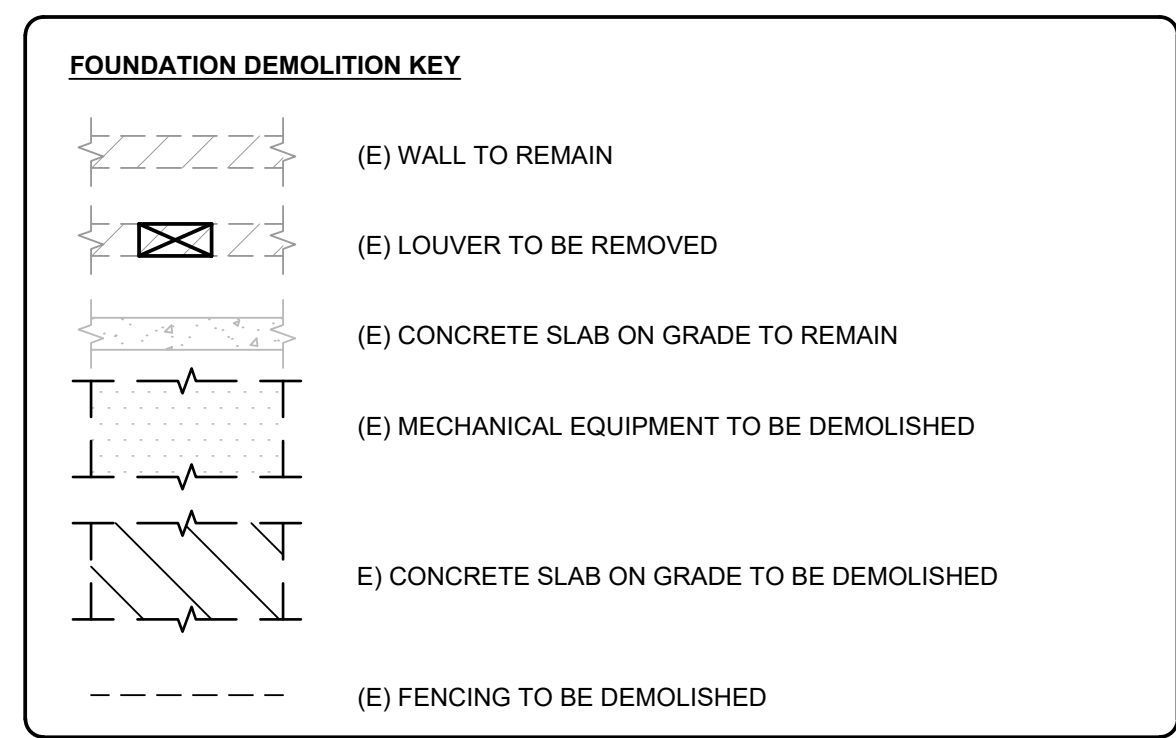 FOUNDATION DEMOLITION KEY
(E) WALL TO REMAIN
(E) LOUVER TO BE REMOVED
(E) CONCRETE SLAB ON GRADE TO REMAIN
(E) MECHANICAL EQUIPMENT TO BE DEMOLISHED
E) CONCRETE SLAB ON GRADE TO BE DEMOLISHED
(E) FENCING TO BE DEMOLISHED